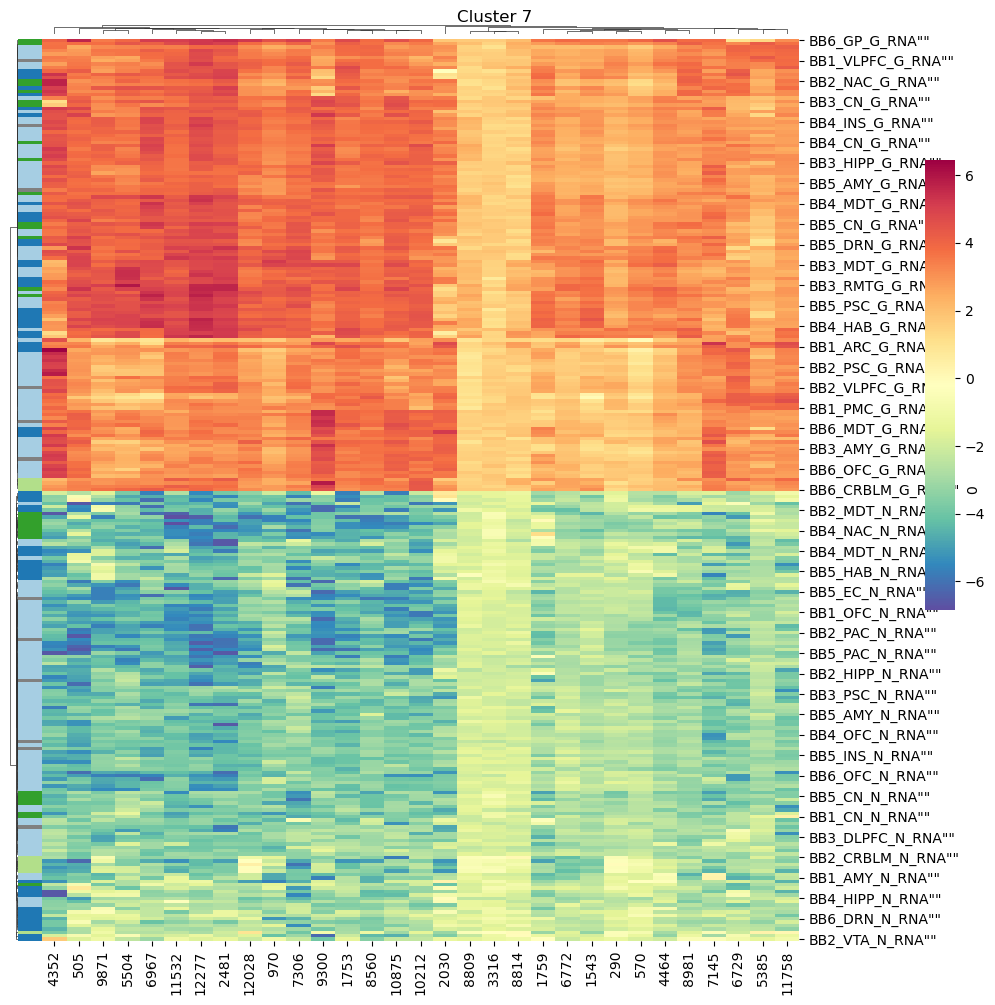 Cluster 7
BB6_GP_G_RNA""
BB1_VLPFC_G_RNA""
BB2_NAC_G_RNA""
BB3_CN_G_RNA""
BB4_INS_G_RNA""
BB4_CN_G_RNA""
BB3_HIPP_G_RNA""
BB5_AMY_G_RNA
BB4_MDT_G_RNA
BB5_CN_G_RNA
BB5_DRN_G_RNA
BB3_MDT_G_RNA
BB3_RMTG_G_RN
BB5_PSC_G_RNA
BB4_HAB_G_RNA
BB1_ARC_G_RNA
BB2_PSC_G_RNA
BB2_VLPFC_G_RN
BB1_PMC_G_RNA
BB6_MDT_G_RNA
BB3_AMY_G_RNA
BB6_OFC_G_RNA
BB6_CRBLM_G_R
BB2_MDT_N_RNA
BB4_NAC_N_RNA
BB4_MDT_N_RNA
BB5_HAB_N_RNA
BB5_EC_N_RNA""
BB1_OFC_N_RNA""
BB2_PAC_N_RNA""
BB5_PAC_N_RNA""
BB2_HIPP_N_RNA""
BB3_PSC_N_RNA""
BB5_AMY_N_RNA""
BB4_OFC_N_RNA""
BB5_INS_N_RNA""
BB6_OFC_N_RNA""
BB5_CN_N_RNA""
BB1_CN_N_RNA""
BB3_DLPFC_N_RNA""
BB2_CRBLM_N_RNA""
BB1_AMY_N_RNA""
BB4_HIPP_N_RNA""
BB6_DRN_N_RNA""
BB2_VTA_N_RNA""
6
4
2
0
−2
−4
−6
0
4352
505
9871
5504
6967
11532
12277
2481
12028
970
7306
9300
1753
8560
10875
10212
2030
8809
3316
8814
1759
6772
1543
290
570
4464
8981
7145
6729
5385
11758